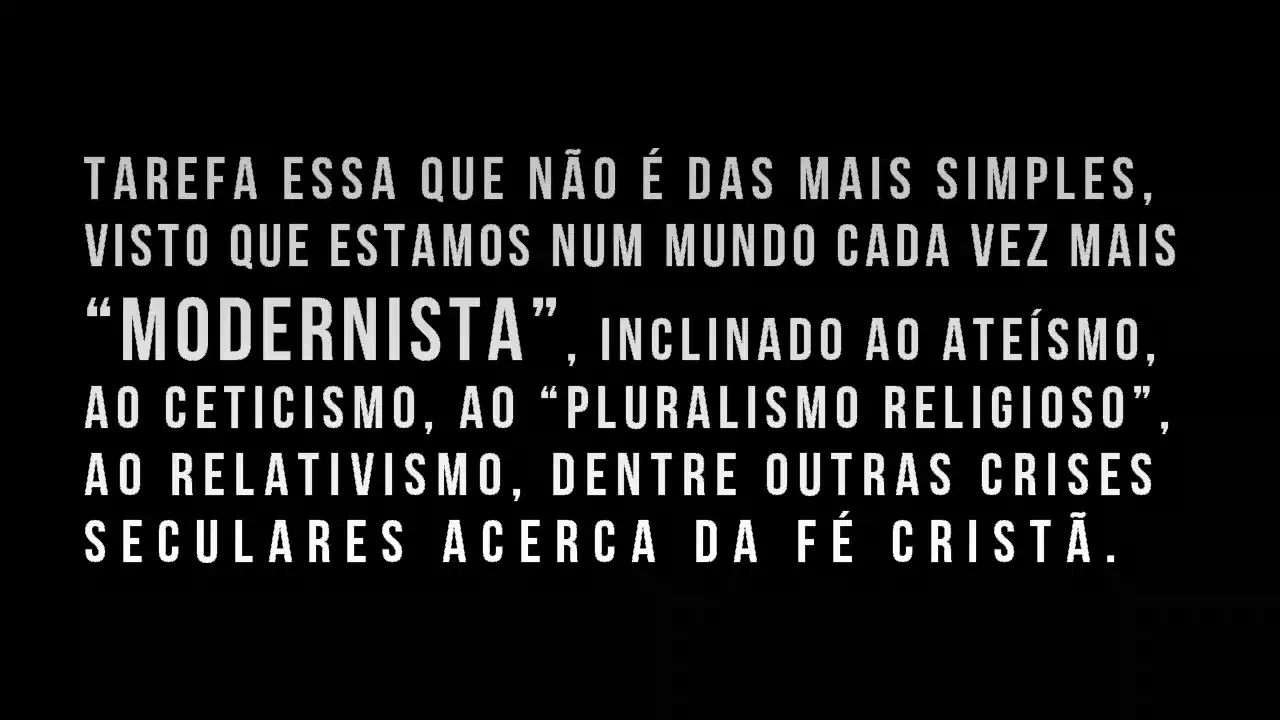 TAREFA ESSA QUE NÃO É DAS MAIS SIMPLES,
VISTO QUE ESTAMOS NUM MUNDO CADA VEZ MAIS
“MODERNISTA”, INCLINADO AO ATEÍSMO,
AO CETICISMO, AO “PLURALISMO RELIGIOSO”,
AO RELATIVISMO, DENTRE OUTRAS CRISES
SECULARES ACERCA DA FÉ CRISTÃ.